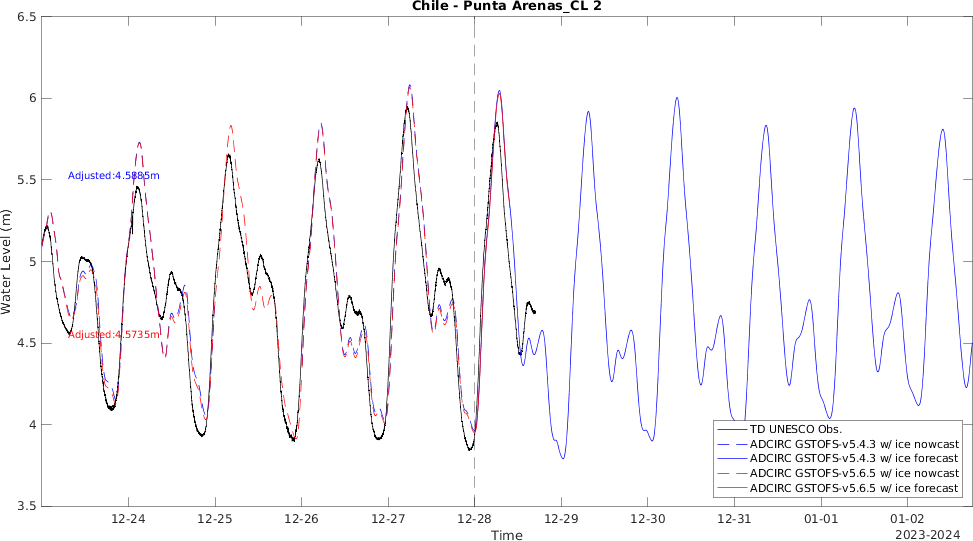 Chile - Punta Arenas_CL 2
Water Level (m)
6.5
6
5.5
5
4.5
4
3.5
Adjusted:4.5885m
Adjusted:4.5735m
TD UNESCO Obs.
ADCIRC GSTOFS-v5.4.3 w/ ice nowcast
ADCIRC GSTOFS-v5.4.3 w/ ice forecast
ADCIRC GSTOFS-v5.6.5 w/ ice nowcast
ADCIRC GSTOFS-v5.6.5 w/ ice forecast
12-24 12-25 12-26 12-27 12-28 12-29 12-30 12-31 01-01 01-02
Time
2023-2024